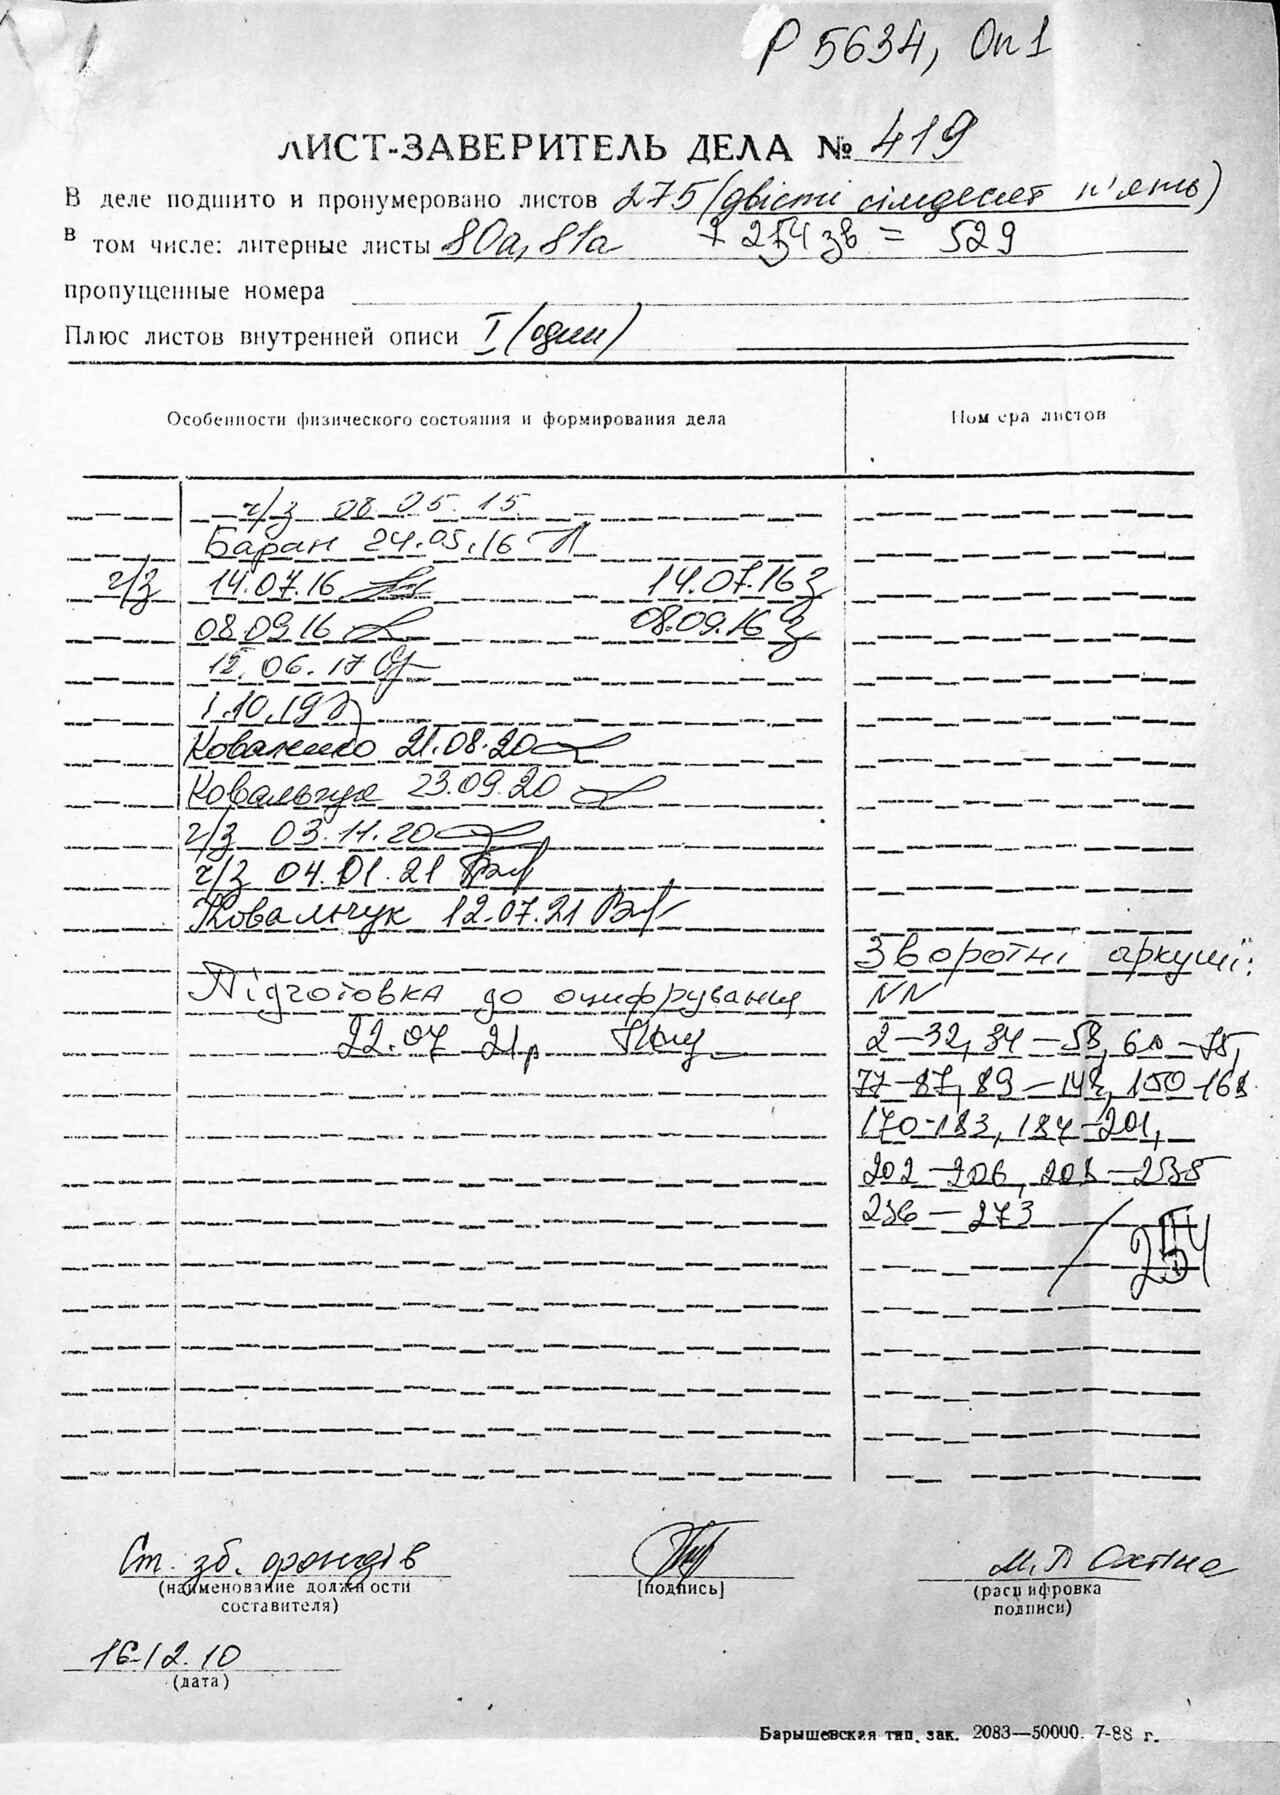 Р 5634, Оп 1
ЛИСТ-ЗАВЕРИТЕЛЬ ДЕЛА № 419
В деле подшито и пронумеровано листов 275 (двісті сімдесят п'ять)
в том числе: литерные листы 80а, 81а + 254 зв = 529
пропущенные номера
Плюс листов внутренней описи I (один)
Особенности физического состояния и формирования дела
Номера листов
ч/з 08.05.15
Баран 24.05.16
ч/з 14.07.16 14.07.16
08.09.16 08.09.16
12.06.17
1.10.19
Коваленко 21.08.20
Ковальчук 23.09.20
ч/з 03.11.20
ч/з 04.01.21
Ковальчук 12.07.21
Зворотні аркуші:
Підготовка до оцифрування
NN
22.07 21р
2-32, 34-58, 60-75,
77-87, 89-148, 150-168
170-183, 184-201,
202-206, 208-235
236-273
254
Ст. зб. фондів
М.П.
(наименование должности
составителя)
[подпись]
(расшифровка
подписи)
16.12.10
(дата)
Барышевская тип. зак. 2083—50000. 7-88 г.